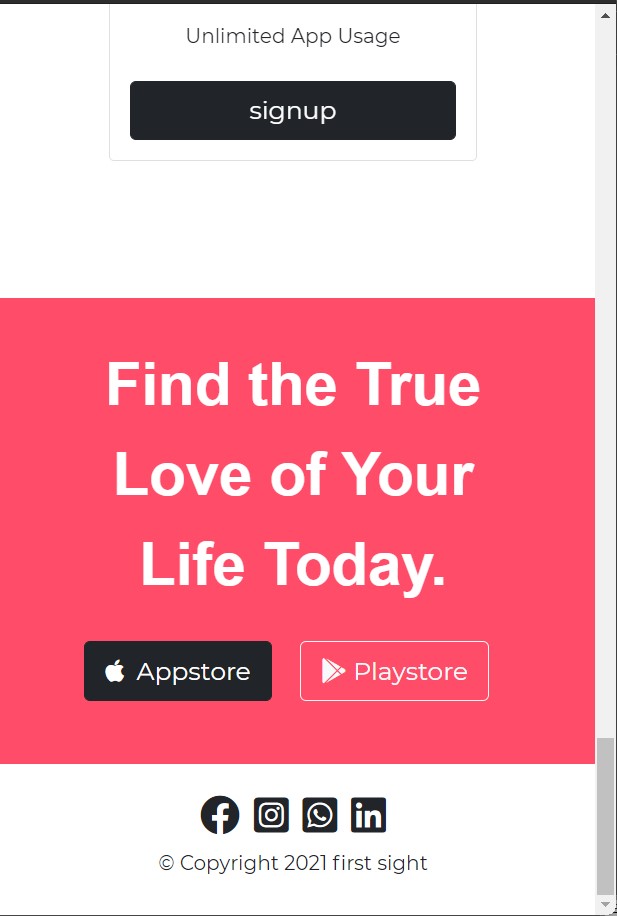 Unlimited App Usage
signup
Find the True
Love of Your
Life Today.
Appstore Playstore
© Copyright 2021 first sight